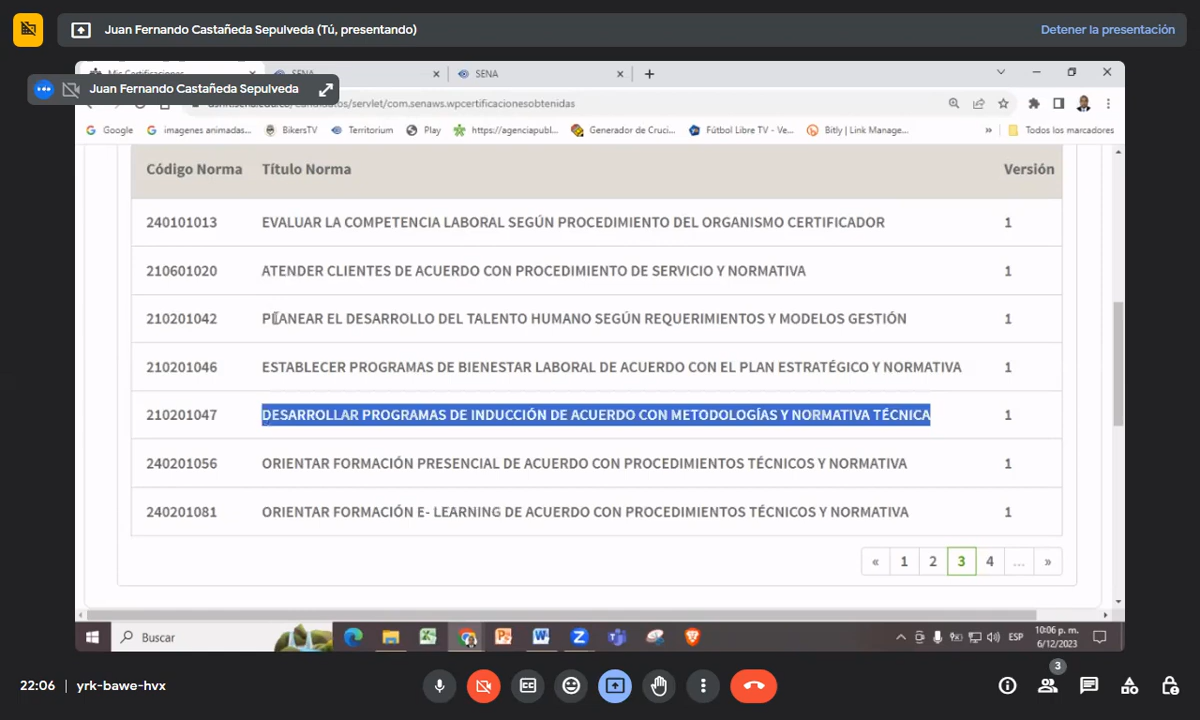 Juan Fernando Castañeda Sepulveda (Tú, presentando)
Detener la presentación
Mis Certificaciones
SENA
SENA
Juan Fernando Castañeda Sepulveda
/servlet/com.senaws.wpcertificacionesobtenidas
Google
imagenes animadas...
BikersTV
Territorium
Play
https://agenciapubl...
Generador de Cruci...
Fútbol Libre TV - Ve...
Bitly | Link Manage...
»
Todos los marcadores
Código Norma Título Norma Versión
240101013 EVALUAR LA COMPETENCIA LABORAL SEGÚN PROCEDIMIENTO DEL ORGANISMO CERTIFICADOR 1
210601020 ATENDER CLIENTES DE ACUERDO CON PROCEDIMIENTO DE SERVICIO Y NORMATIVA 1
210201042 PLANEAR EL DESARROLLO DEL TALENTO HUMANO SEGÚN REQUERIMIENTOS Y MODELOS GESTIÓN 1
210201046 ESTABLECER PROGRAMAS DE BIENESTAR LABORAL DE ACUERDO CON EL PLAN ESTRATÉGICO Y NORMATIVA 1
210201047 DESARROLLAR PROGRAMAS DE INDUCCIÓN DE ACUERDO CON METODOLOGÍAS Y NORMATIVA TÉCNICA 1
240201056 ORIENTAR FORMACIÓN PRESENCIAL DE ACUERDO CON PROCEDIMIENTOS TÉCNICOS Y NORMATIVA 1
240201081 ORIENTAR FORMACIÓN E- LEARNING DE ACUERDO CON PROCEDIMIENTOS TÉCNICOS Y NORMATIVA 1
« 1 2 3 4 ... »
Buscar
ESP
10:06 p. m.
6/12/2023
22:06 | yrk-bawe-hvx
3